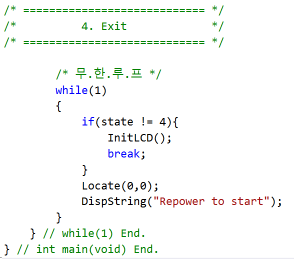 /* ============================ */
/*          4. Exit             */
/* ============================ */
        /* 무.한.루.프 */
        while(1)
        {
            if(state != 4){
                InitLCD();
                break;
            }
            Locate(0,0);
            DispString("Repower to start");
        }
    } // while(1) End.
} // int main(void) End.